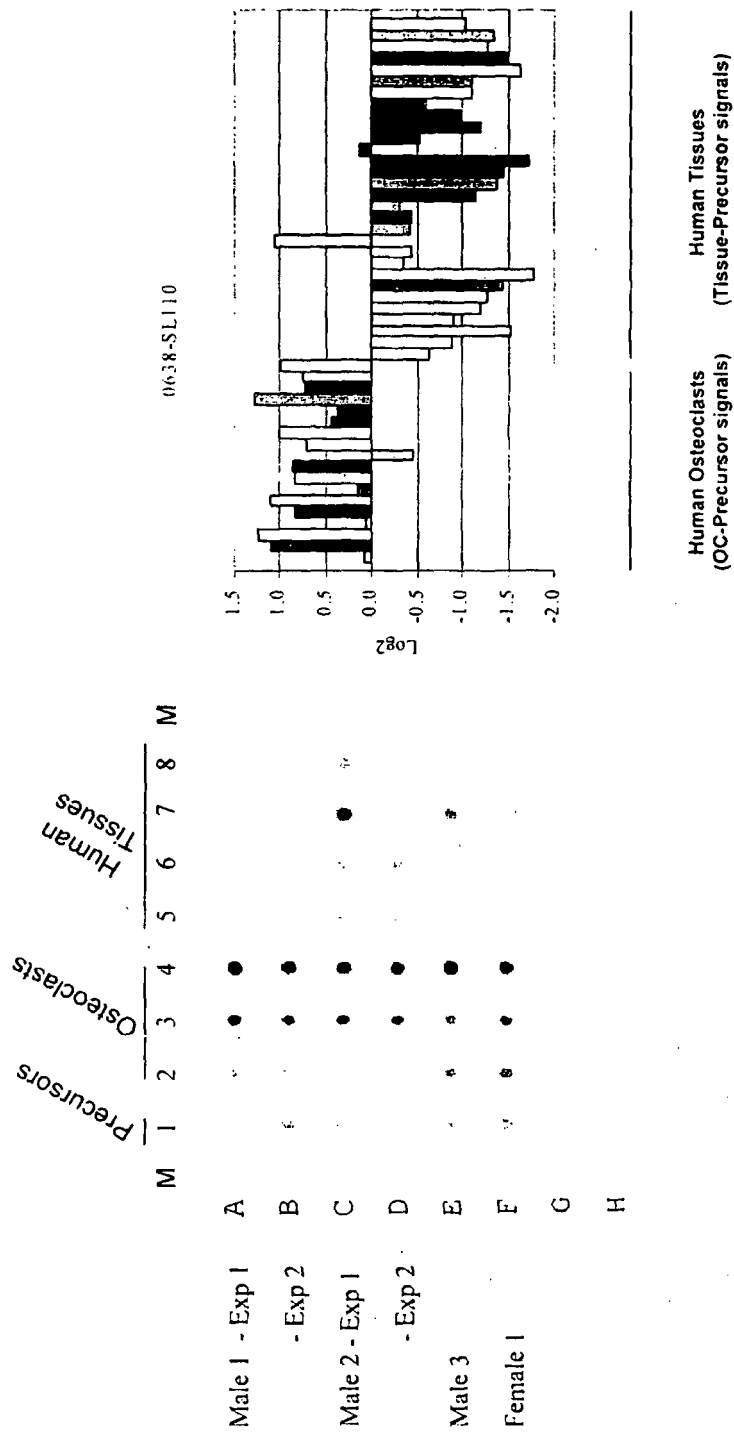 Precursors
Osteoclasts
Human
Tissues
M 1 2 3 4 5 6 7 8 M
Male 1 - Exp 1 A
- Exp 2 B
Male 2 - Exp 1 C
- Exp 2 D
Male 3 E
Female 1 F
G
H
0638-SL110
Log2
1.5
1.0
0.5
0.0
-0.5
-1.0
-1.5
-2.0
Human Osteoclasts
(OC-Precursor signals)
Human Tissues
(Tissue-Precursor signals)